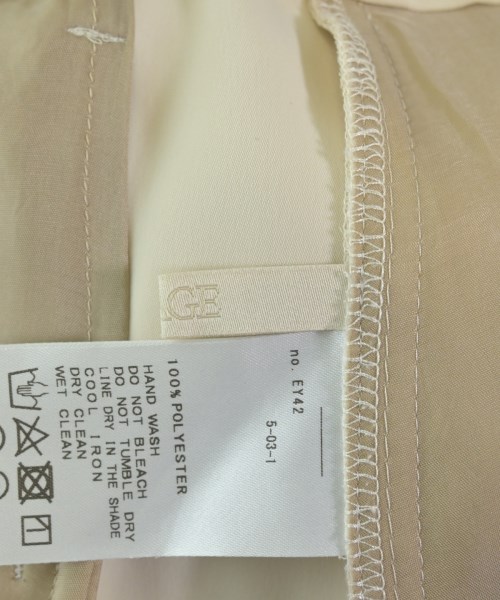 GE
no. EY42
5-03-1
100% POLYESTER
HAND WASH
DO NOT BLEACH
DO NOT TUMBLE DRY
LINE DRY IN THE SHADE
COOL IRON
DRY CLEAN
WET CLEAN